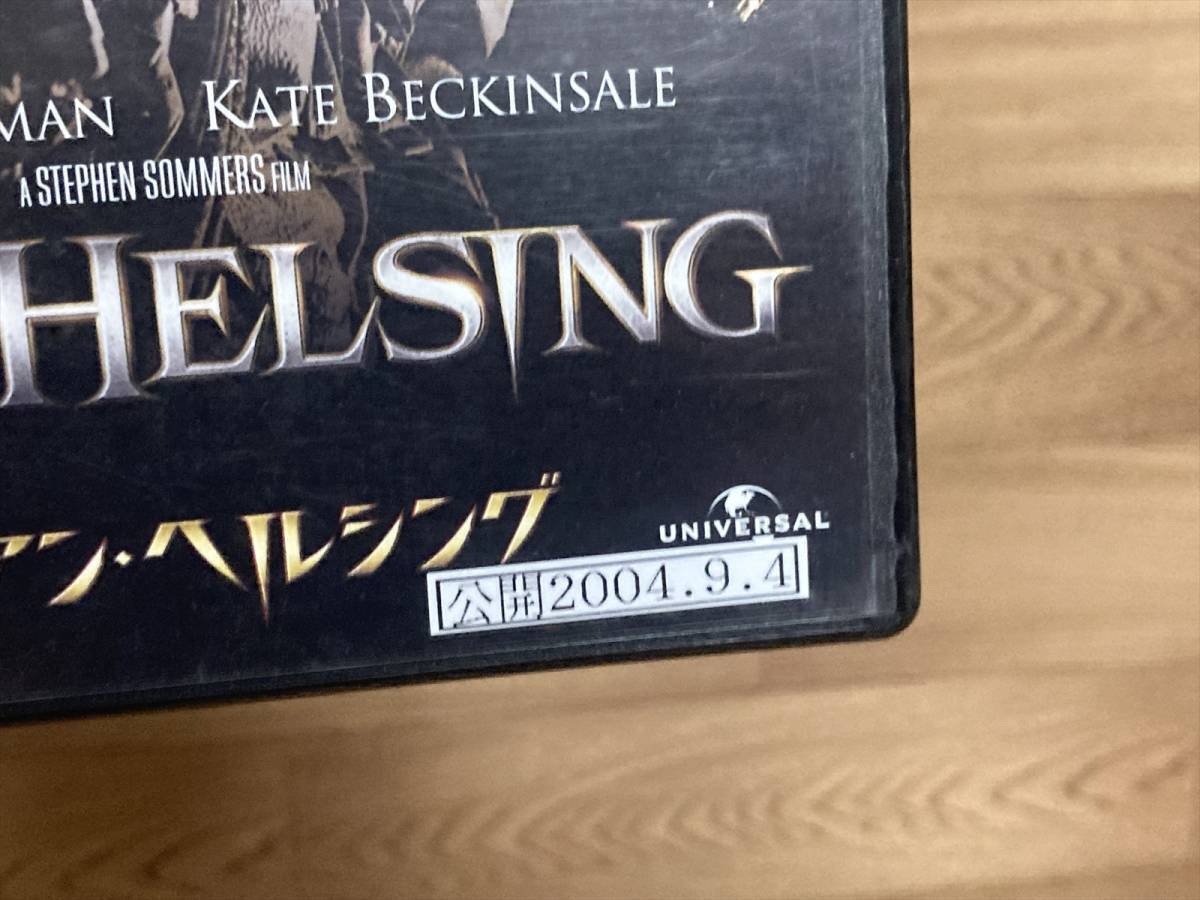 MAN KATE BECKINSALE
A STEPHEN SOMMERS FILM
HELSING
ァン・ヘルシング
UNIVERSAL
公開2004.9.4